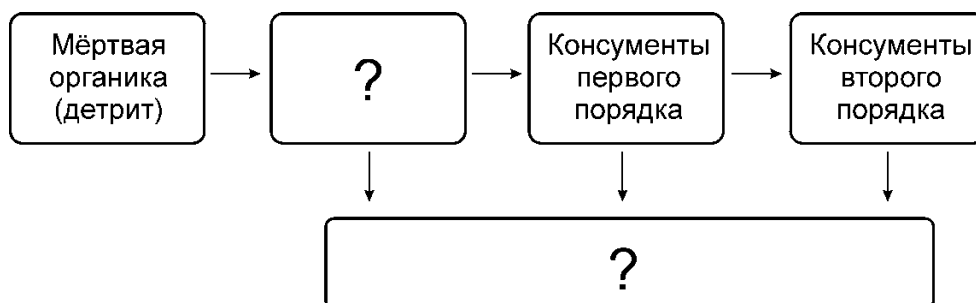 Мёртвая
органика
(детрит)
?
Консументы
первого
порядка
Консументы
второго
порядка
?